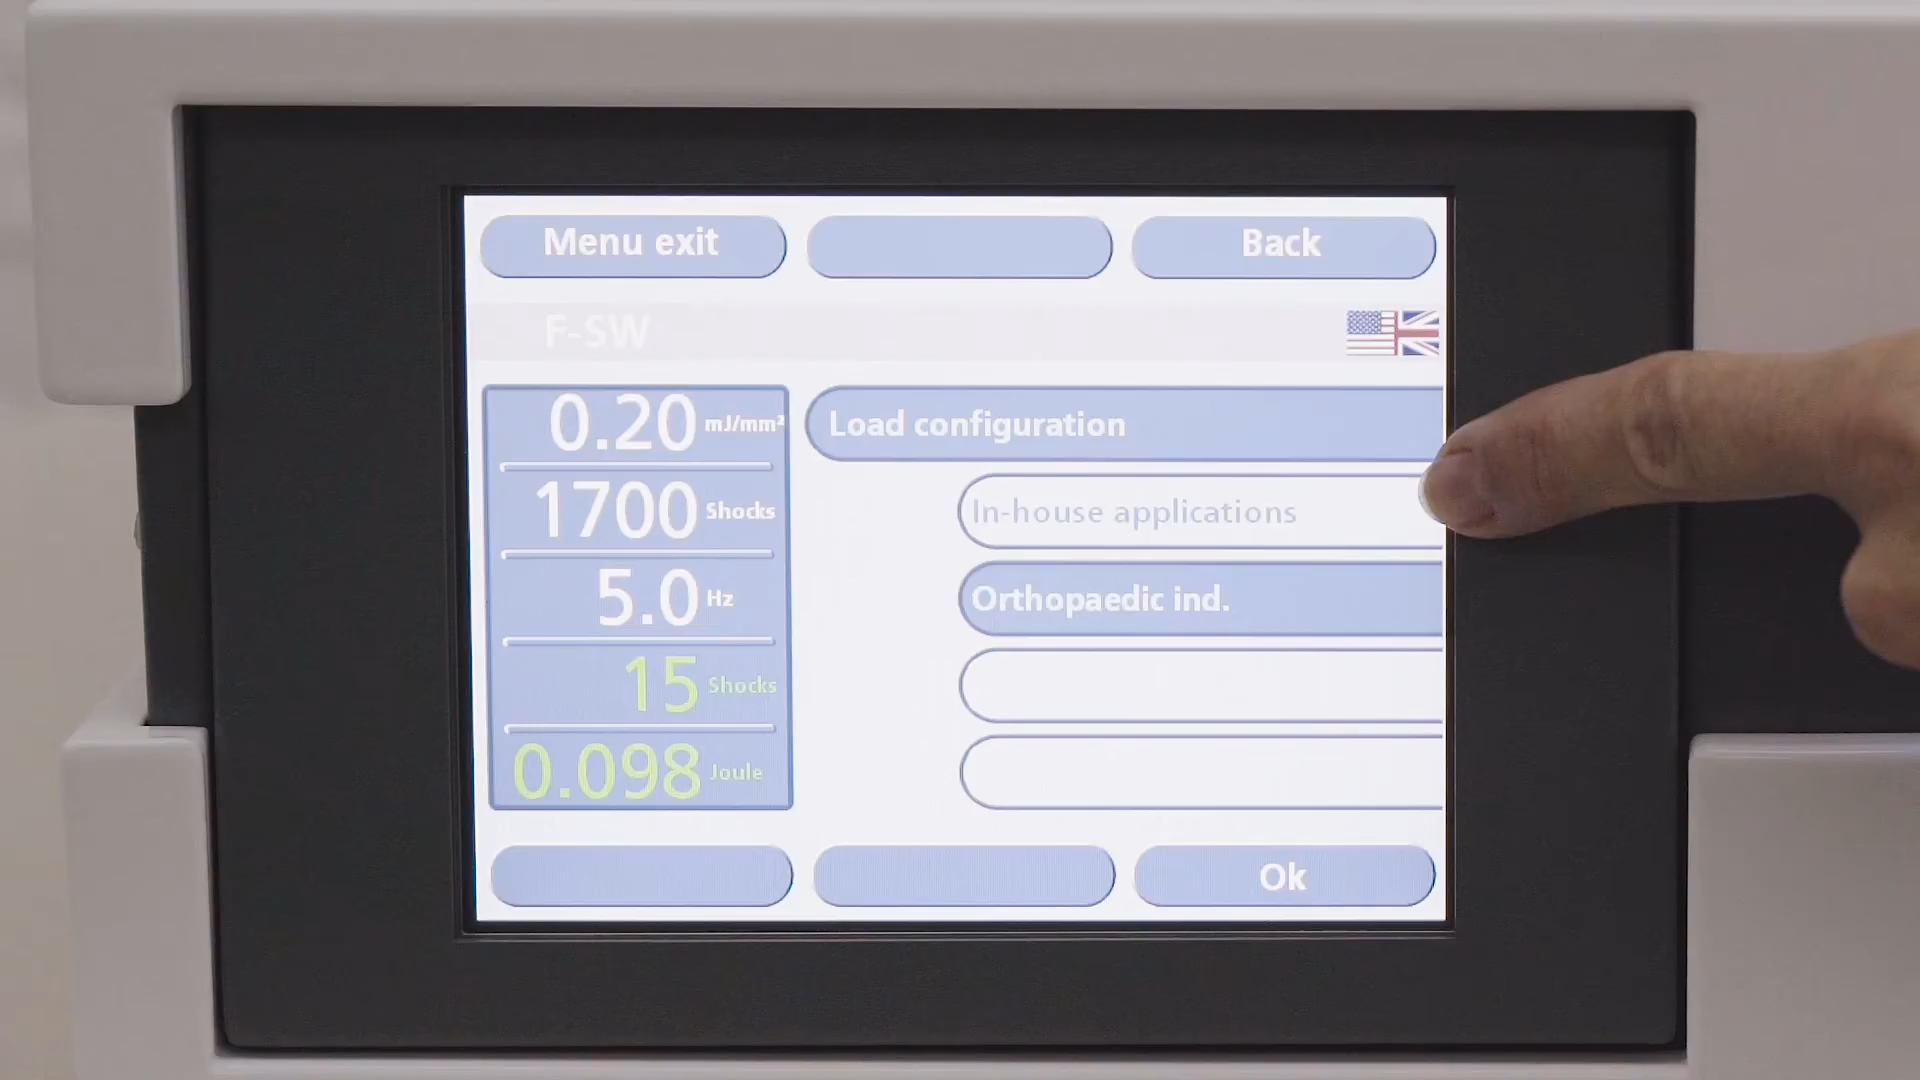 Menu exit
Back
F-SW
0.20 mJ/mm²
Load configuration
1700 Shocks
In-house applications
5.0 Hz
Orthopaedic ind.
15 Shocks
0.098 Joule
Ok